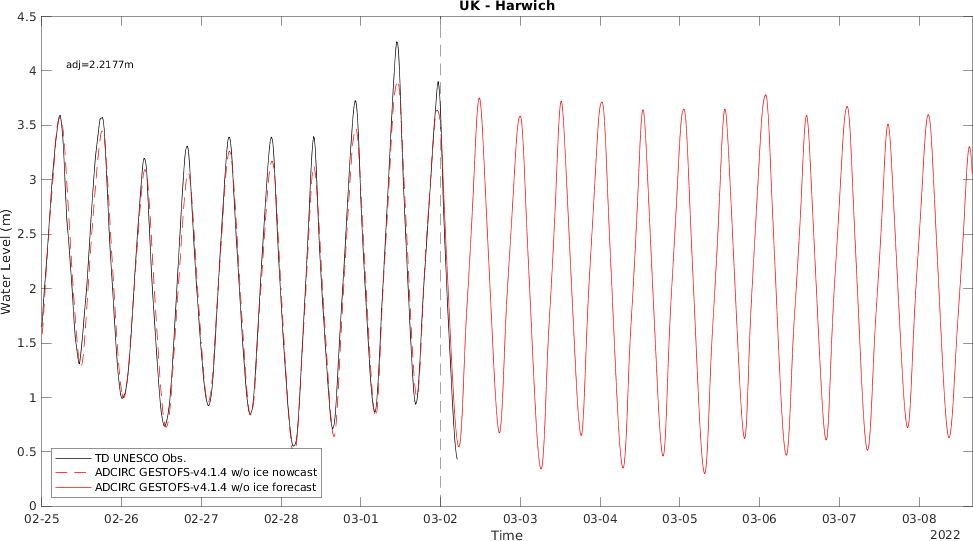 UK - Harwich
4.5
4
3.5
3
2.5
2
1.5
1
0.5
0
Water Level (m)
adj=2.2177m
TD UNESCO Obs.
ADCIRC GESTOFS-v4.1.4 w/o ice nowcast
ADCIRC GESTOFS-v4.1.4 w/o ice forecast
02-25 02-26 02-27 02-28 03-01 03-02 03-03 03-04 03-05 03-06 03-07 03-08
Time
2022